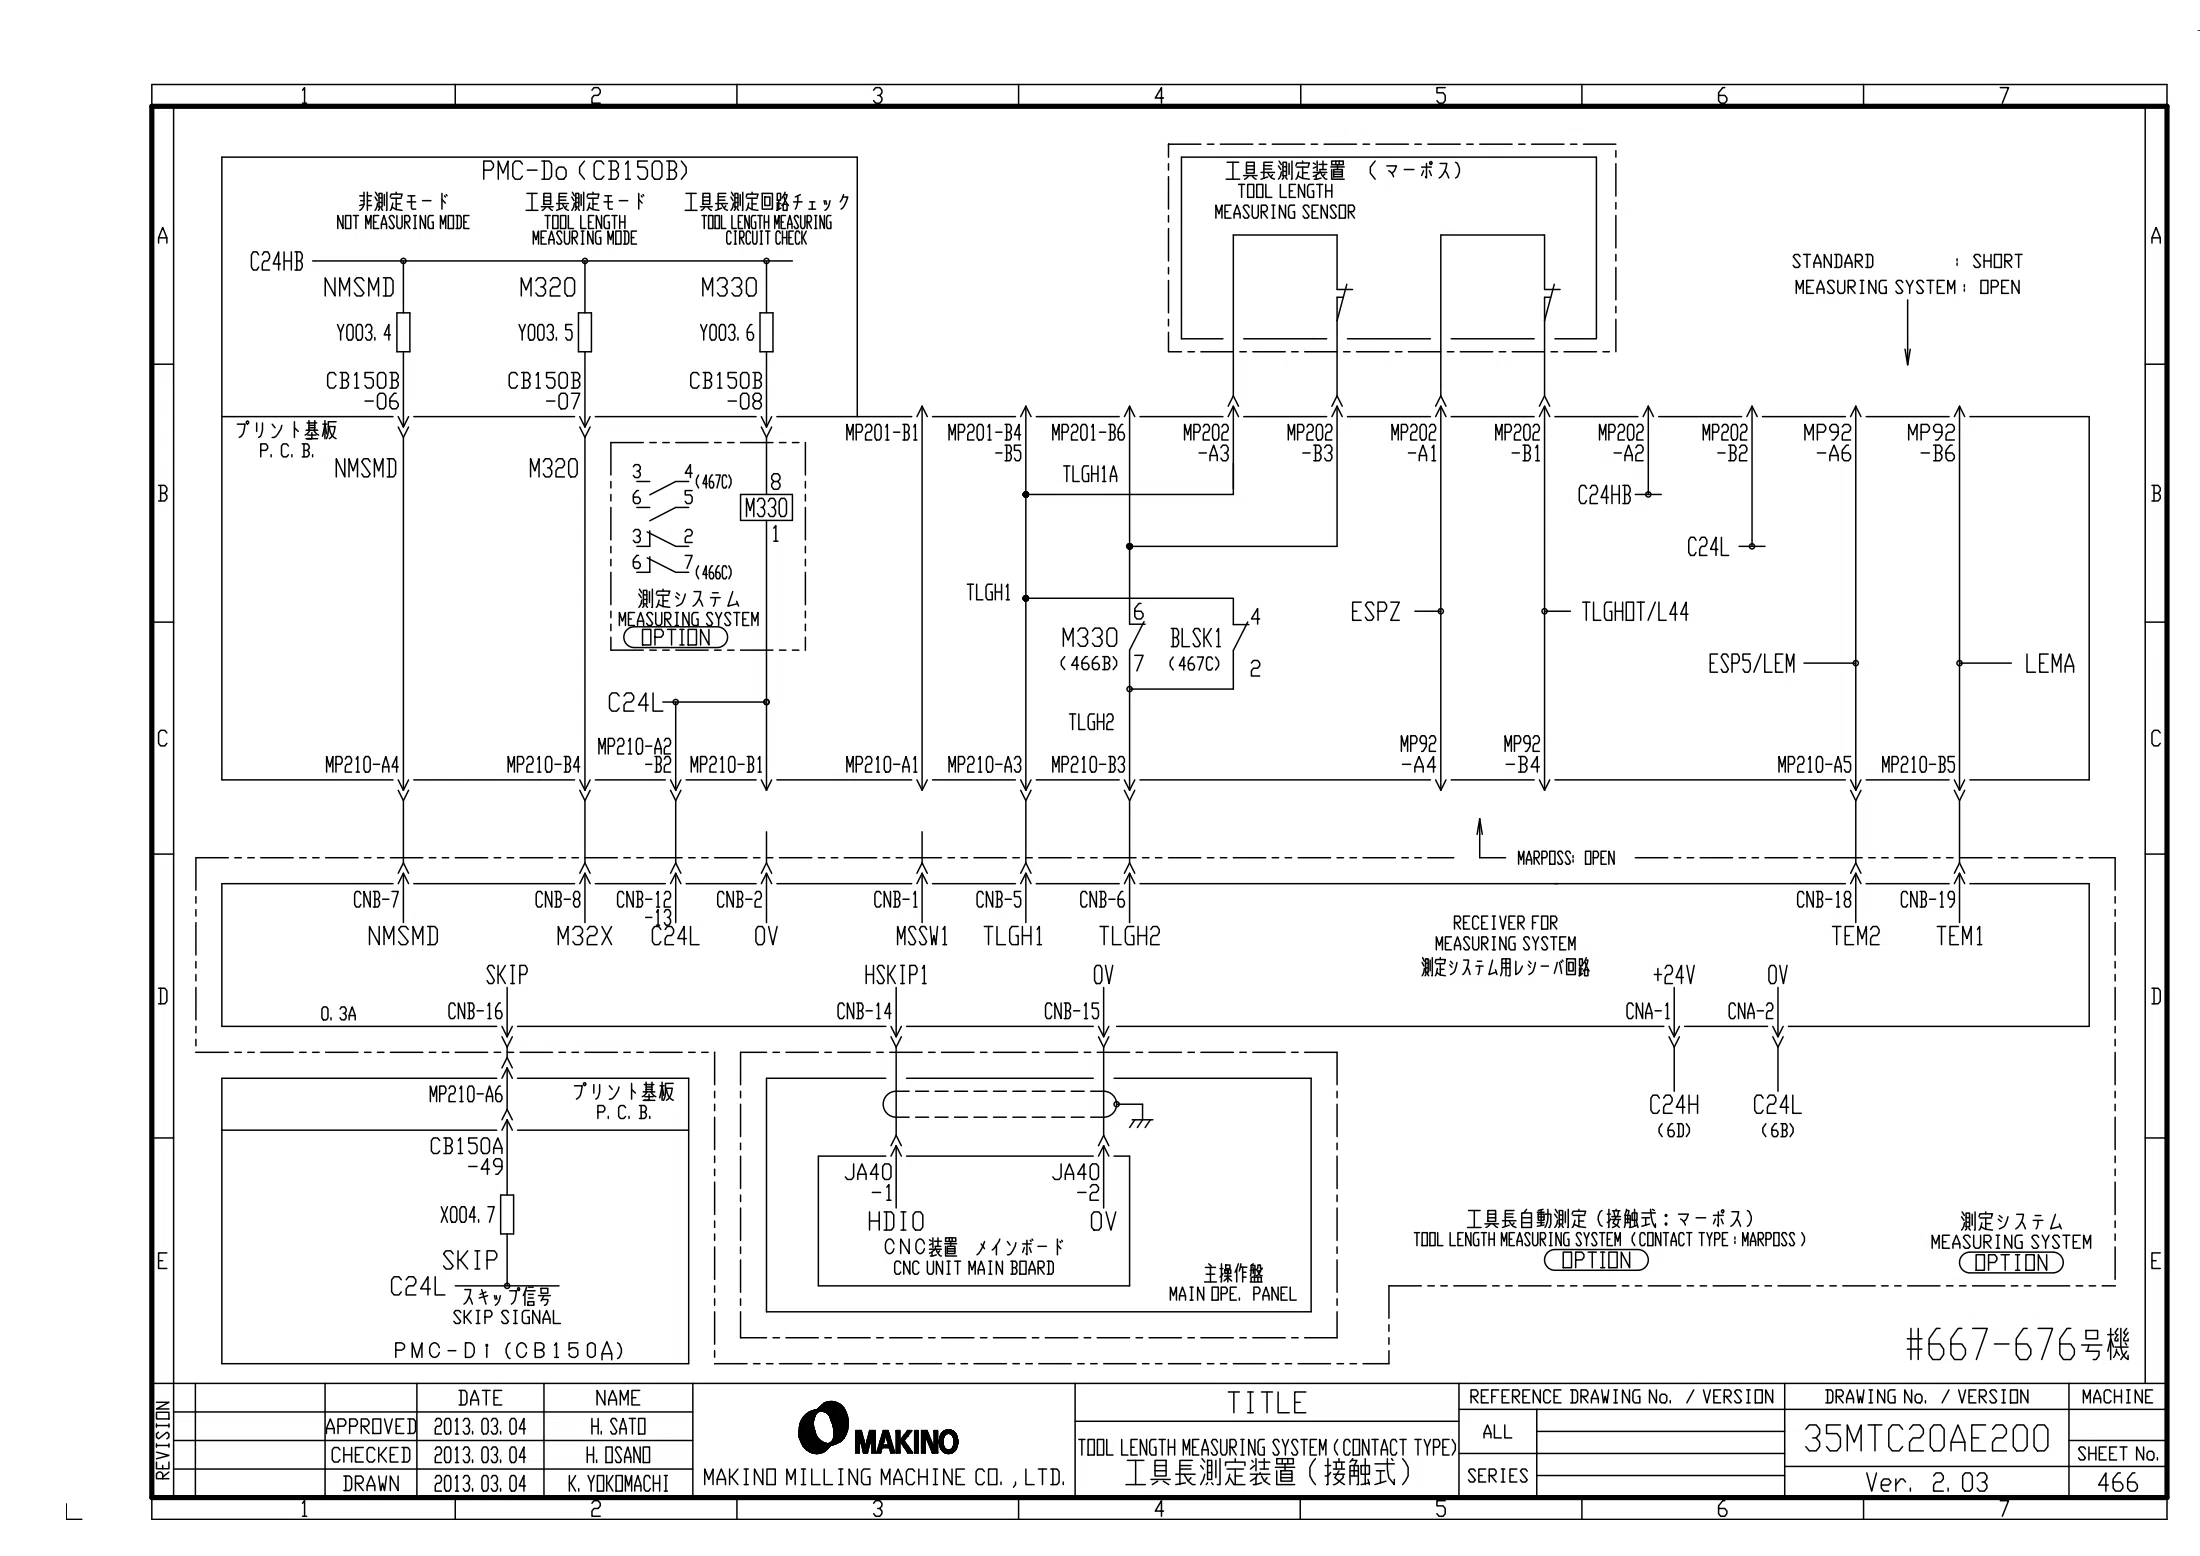 1 2 3 4 5 6 7
A
B
C
D
E
A
B
C
D
E
PMC-Do (CB150B)
非測定モード
NOT MEASURING MODE
工具長測定モード
TOOL LENGTH
MEASURING MODE
工具長測定回路チェック
TOOL LENGTH MEASURING
CIRCUIT CHECK
C24HB
NMSMD
M320
M330
Y003. 4
Y003. 5
Y003. 6
CB150B
-06
CB150B
-07
CB150B
-08
工具長測定装置 (マーポス)
TOOL LENGTH
MEASURING SENSOR
STANDARD : SHORT
MEASURING SYSTEM : OPEN
プリント基板
P. C. B.
NMSMD
M320
MP201-B1
MP201-B4
-B5
MP201-B6
MP202
-A3
MP202
-B3
MP202
-A1
MP202
-B1
MP202
-A2
MP202
-B2
MP92
-A6
MP92
-B6
3 4 (467C)
6 5
3 2
6 7 (466C)
8
M330
1
測定システム
MEASURING SYSTEM
OPTION
TLGH1A
TLGH1
C24HB
C24L
M330
(466B)
6
7
BLSK1
(467C)
4
2
ESPZ
TLGHOT/L44
ESP5/LEM
LEMA
C24L
TLGH2
MP210-A4
MP210-B4
MP210-A2
-B2
MP210-B1
MP210-A1
MP210-A3
MP210-B3
MP92
-A4
MP92
-B4
MP210-A5
MP210-B5
MARPOSS: OPEN
CNB-7
CNB-8
CNB-12
-13
CNB-2
CNB-1
CNB-5
CNB-6
CNB-18
CNB-19
NMSMD
M32X
C24L
0V
MSSW1
TLGH1
TLGH2
TEM2
TEM1
RECEIVER FOR
MEASURING SYSTEM
測定システム用レシーバ回路
SKIP
HSKIP1
0V
+24V
0V
0. 3A
CNB-16
CNB-14
CNB-15
CNA-1
CNA-2
MP210-A6
プリント基板
P. C. B.
C24H
(6D)
C24L
(6B)
CB150A
-49
X004. 7
SKIP
C24L
スキップ信号
SKIP SIGNAL
PMC-Di (CB150A)
JA40
-1
JA40
-2
HDI0
0V
CNC装置 メインボード
CNC UNIT MAIN BOARD
主操作盤
MAIN OPE. PANEL
工具長自動測定 (接触式:マーポス)
TOOL LENGTH MEASURING SYSTEM (CONTACT TYPE : MARPOSS )
OPTION
測定システム
MEASURING SYSTEM
OPTION
#667-676号機
REVISION
DATE NAME
APPROVED 2013. 03. 04 H. SATO
CHECKED 2013. 03. 04 H. OSANO
DRAWN 2013. 03. 04 K. YOKOMACHI
MAKINO
MAKINO MILLING MACHINE CO. , LTD.
TITLE
TOOL LENGTH MEASURING SYSTEM (CONTACT TYPE)
工具長測定装置 (接触式)
REFERENCE DRAWING No. / VERSION
ALL
SERIES
DRAWING No. / VERSION
35MTC20AE200
Ver. 2. 03
MACHINE
SHEET No.
466
1 2 3 4 5 6 7